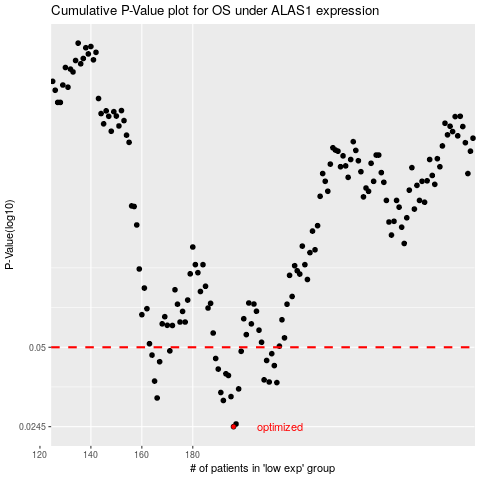 Cumulative P-Value plot for OS under ALAS1 expression
P-Value(log10)
0.05
0.0245
optimized
120 140 160 180
# of patients in 'low exp' group